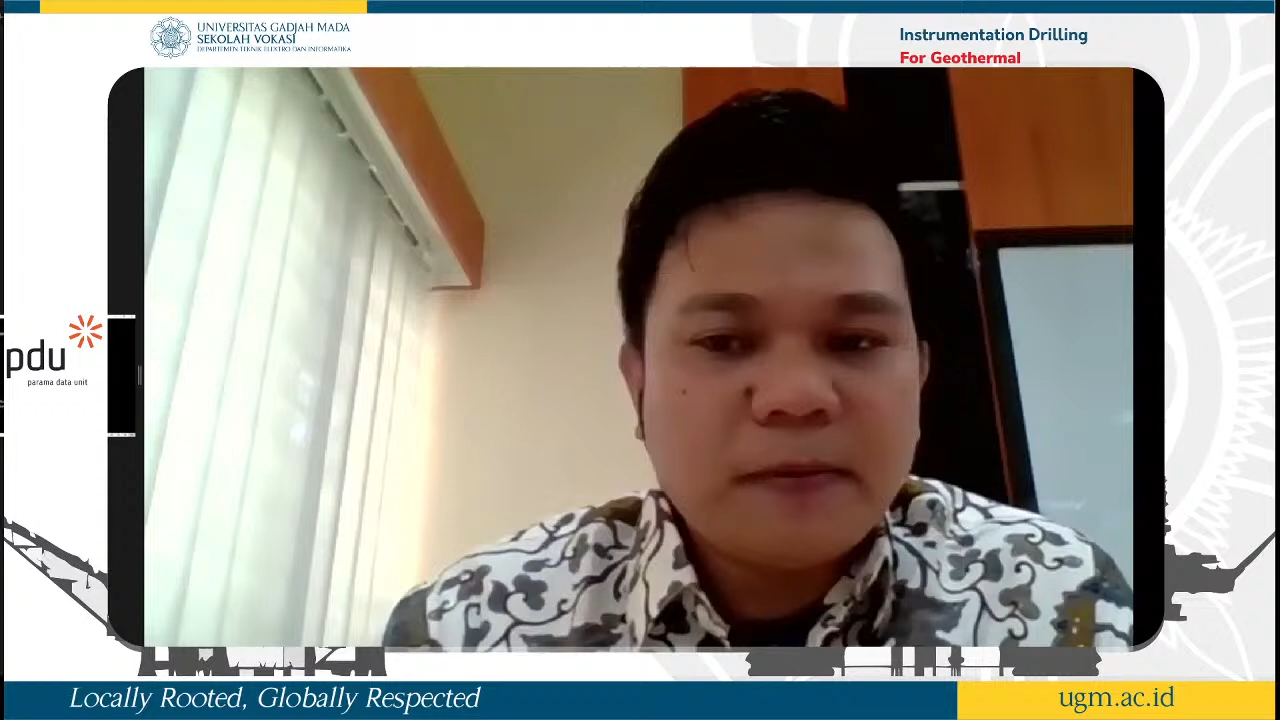 UNIVERSITAS GADJAH MADA
SEKOLAH VOKASI
DEPARTEMEN TEKNIK ELEKTRO DAN INFORMATIKA
Instrumentation Drilling
For Geothermal
pdu
parama data unit
Locally Rooted, Globally Respected
ugm.ac.id